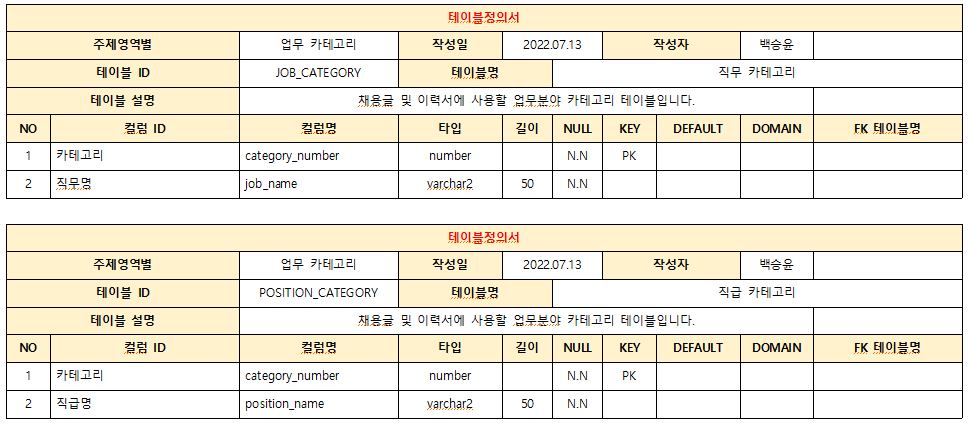 테이블정의서
주제영역별 업무 카테고리 작성일 2022.07.13 작성자 백승윤
테이블 ID JOB_CATEGORY 테이블명 직무 카테고리
테이블 설명 채용글 및 이력서에 사용할 업무분야 카테고리 테이블입니다.
NO 컬럼 ID 컬럼명 타입 길이 NULL KEY DEFAULT DOMAIN FK 테이블명
1 카테고리 category_number number N.N PK
2 직무명 job_name varchar2 50 N.N
테이블정의서
주제영역별 업무 카테고리 작성일 2022.07.13 작성자 백승윤
테이블 ID POSITION_CATEGORY 테이블명 직급 카테고리
테이블 설명 채용글 및 이력서에 사용할 업무분야 카테고리 테이블입니다.
NO 컬럼 ID 컬럼명 타입 길이 NULL KEY DEFAULT DOMAIN FK 테이블명
1 카테고리 category_number number N.N PK
2 직급명 position_name varchar2 50 N.N